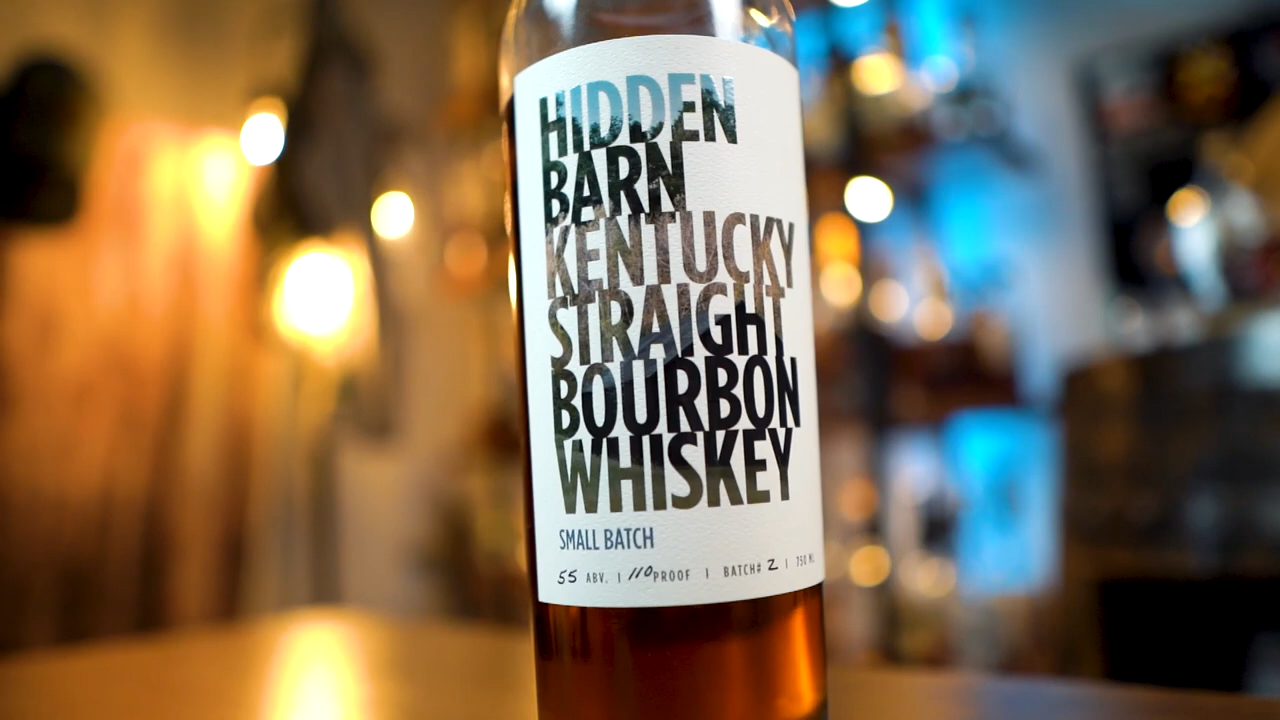 HIDDEN
BARN
KENTUCKY
STRAIGHT
BOURBON
WHISKEY
SMALL BATCH
55 ABV. | 110 PROOF | BATCH# 2 | 750 ML